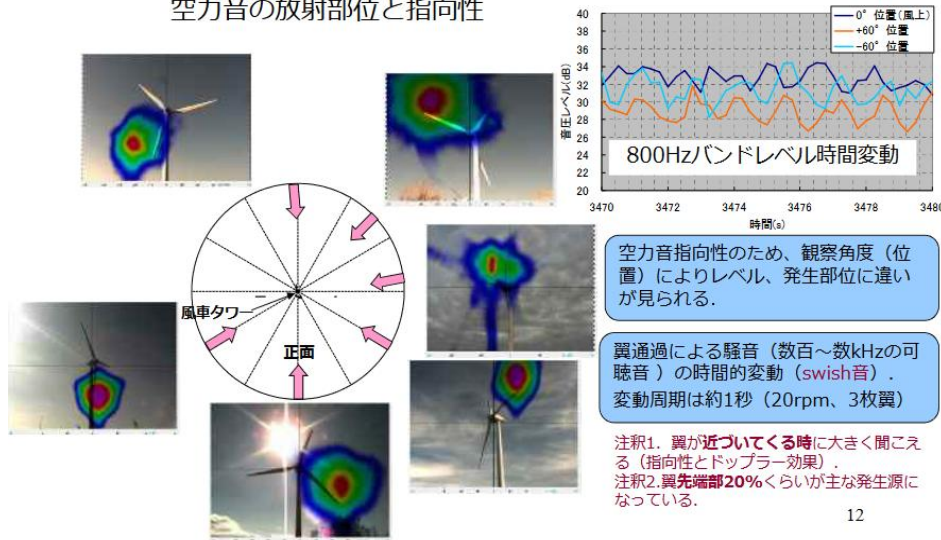 空力音の放射部位と指向性
0° 位置(風上)
+60° 位置
-60° 位置
40
38
36
34
32
30
28
26
24
22
20
音圧レベル(dB)
800Hzバンドレベル時間変動
3470
3472
3474
3476
3478
3480
時間(s)
風車タワー
正面
空力音指向性のため、観察角度（位
置）によりレベル、発生部位に違い
が見られる.
翼通過による騒音（数百～数kHzの可
聴音 ）の時間的変動（swish音）.
変動周期は約1秒（20rpm、3枚翼）
注釈1. 翼が近づいてくる時に大きく聞こえ
る（指向性とドップラー効果）.
注釈2.翼先端部20%くらいが主な発生源に
なっている.
12